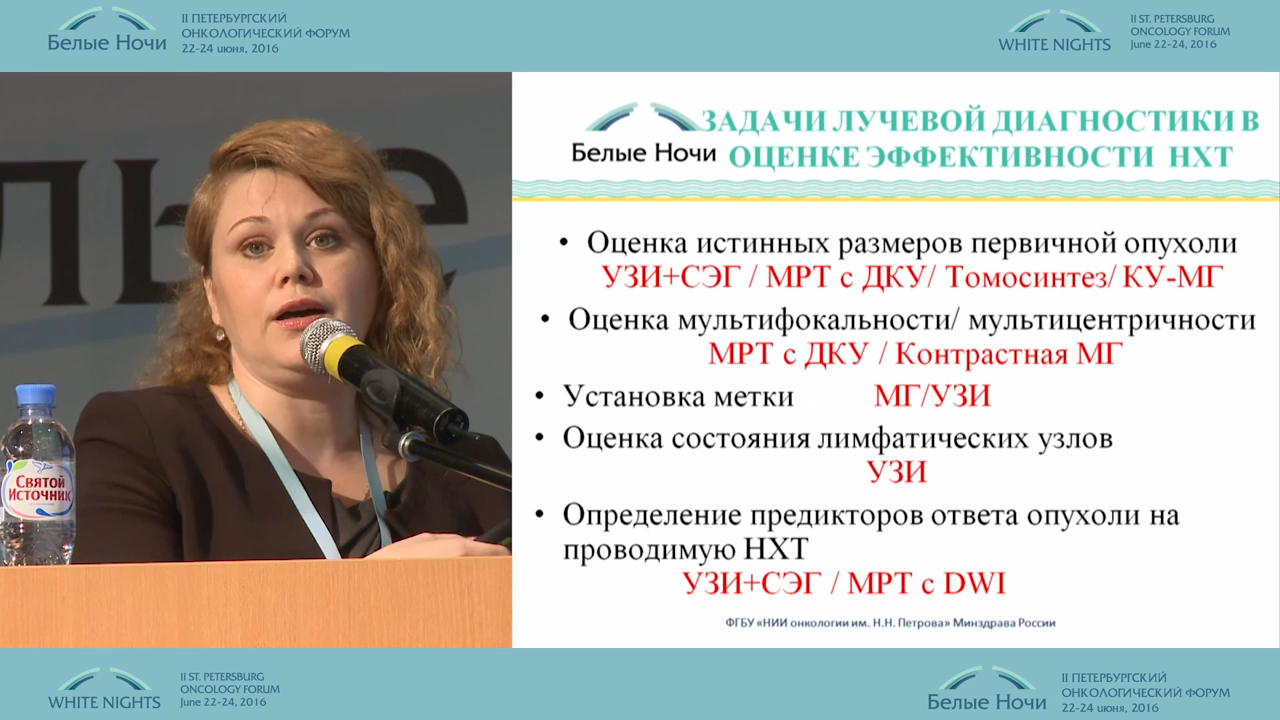 Белые Ночи
II ПЕТЕРБУРГСКИЙ
ОНКОЛОГИЧЕСКИЙ ФОРУМ
22-24 июня, 2016
WHITE NIGHTS
II ST. PETERSBURG
ONCOLOGY FORUM
June 22-24, 2016
ЛЬIЕ
СВЯТОЙ
ИСТОЧНИК
Белые Ночи
ЗАДАЧИ ЛУЧЕВОЙ ДИАГНОСТИКИ В
ОЦЕНКЕ ЭФФЕКТИВНОСТИ НХТ
• Оценка истинных размеров первичной опухоли
УЗИ+СЭГ / МРТ с ДКУ/ Томосинтез/ КУ-МГ
• Оценка мультифокальности/ мультицентричности
МРТ с ДКУ / Контрастная МГ
• Установка метки МГ/УЗИ
• Оценка состояния лимфатических узлов
УЗИ
• Определение предикторов ответа опухоли на
проводимую НХТ
УЗИ+СЭГ / МРТ с DWI
ФГБУ «НИИ онкологии им. Н.Н. Петрова» Минздрава России
WHITE NIGHTS
II ST. PETERSBURG
ONCOLOGY FORUM
June 22-24, 2016
Белые Ночи
II ПЕТЕРБУРГСКИЙ
ОНКОЛОГИЧЕСКИЙ ФОРУМ
22-24 июня, 2016